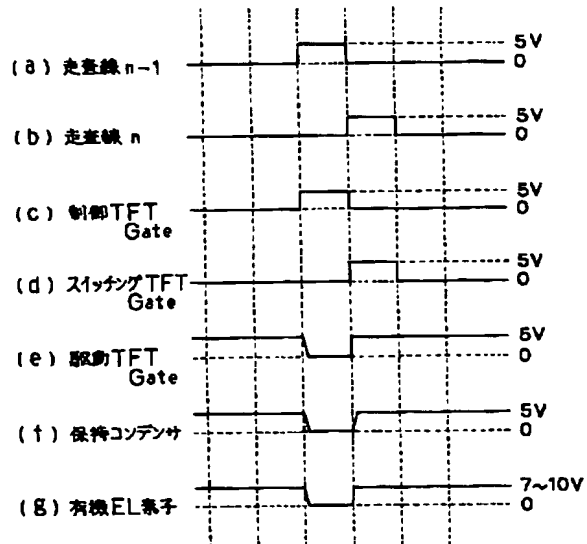 (a) 走査線 n-1
5V
0
(b) 走査線 n
5V
0
(c) 制御TFT
Gate
5V
0
(d) スイッチングTFT
Gate
5V
0
(e) 駆動TFT
Gate
5V
0
(f) 保持コンデンサ
5V
0
(g) 有機EL素子
7~10V
0